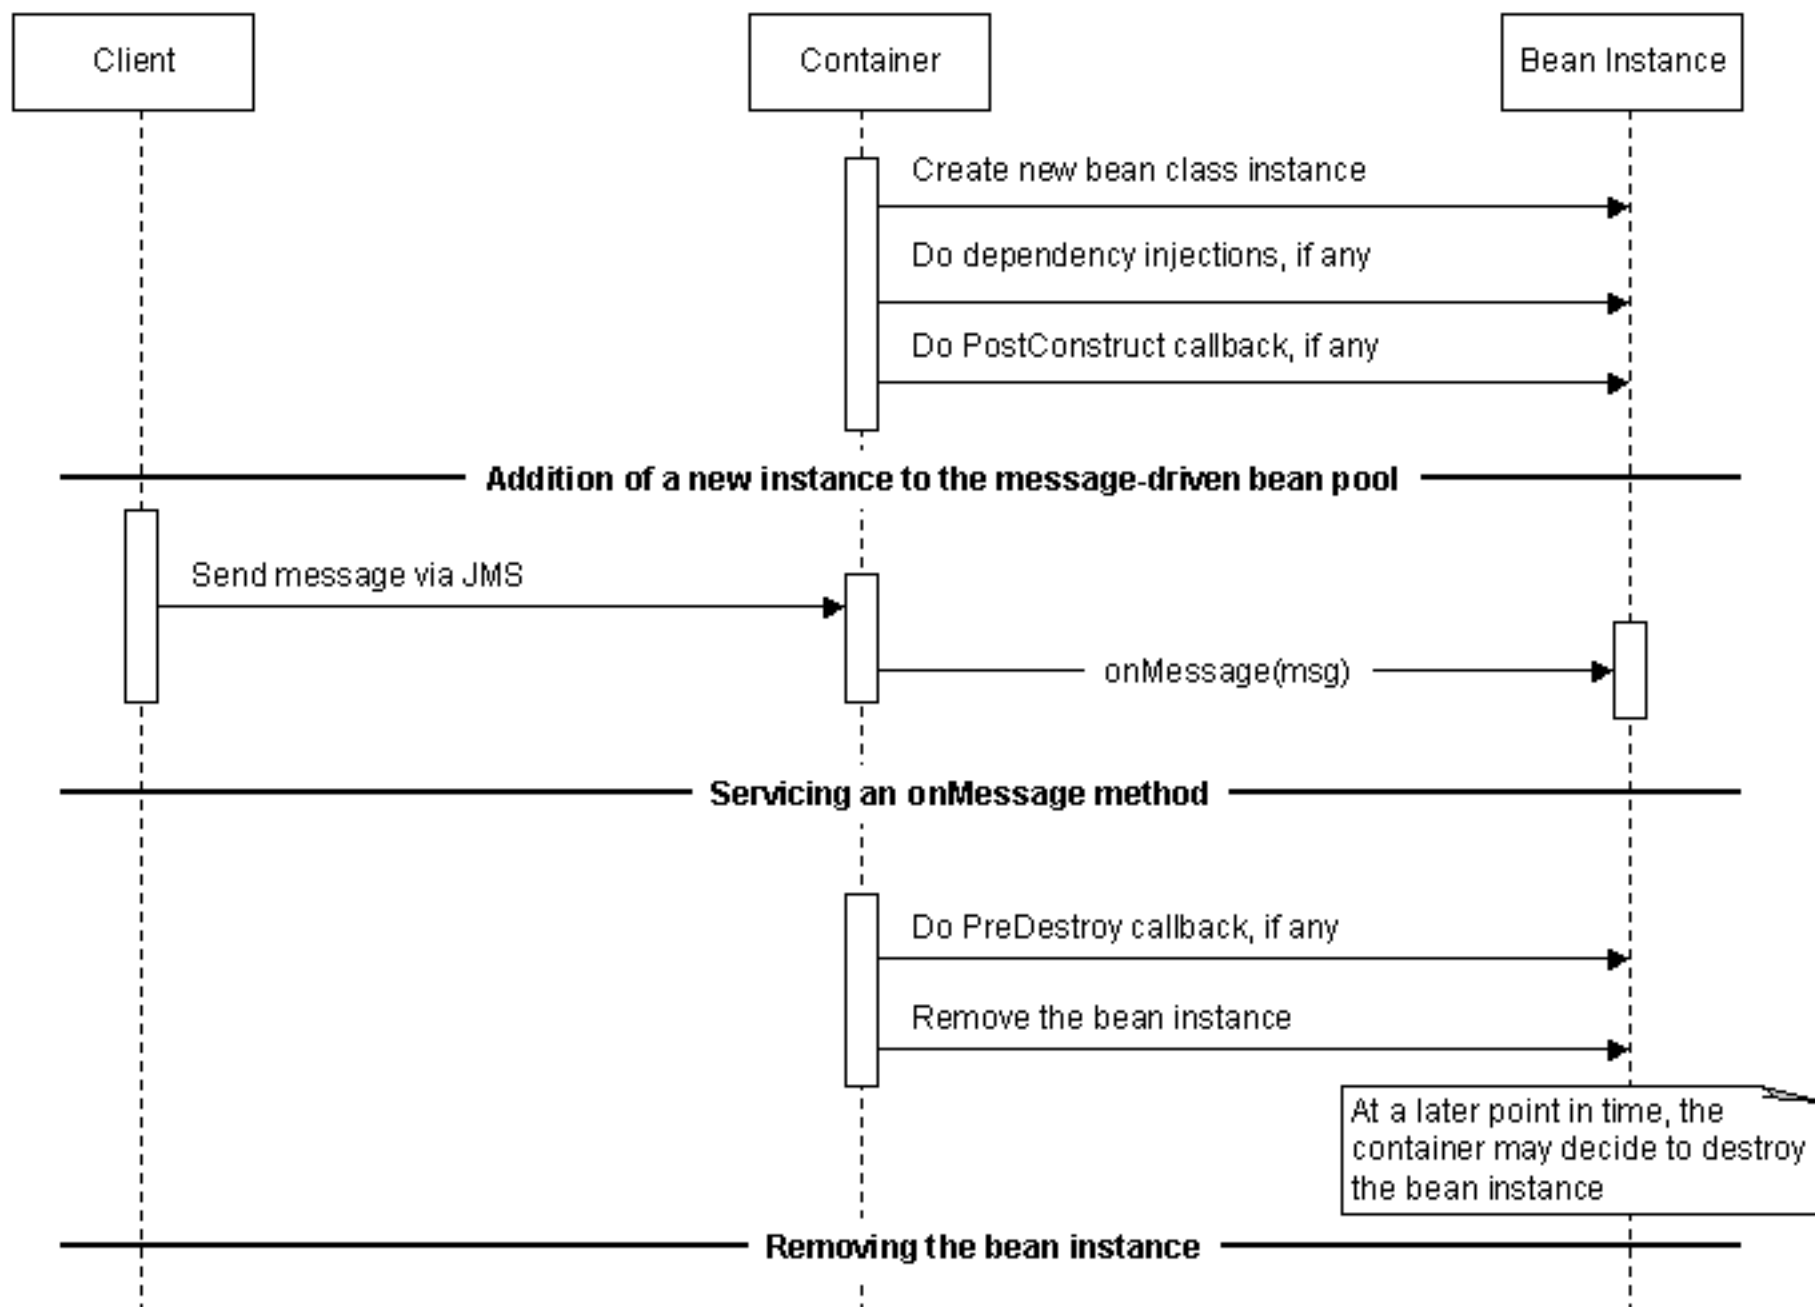 Client
Container
Bean Instance
Create new bean class instance
Do dependency injections, if any
Do PostConstruct callback, if any
Addition of a new instance to the message-driven bean pool
Send message via JMS
onMessage(msg)
Servicing an onMessage method
Do PreDestroy callback, if any
Remove the bean instance
At a later point in time, the
container may decide to destroy
the bean instance
Removing the bean instance